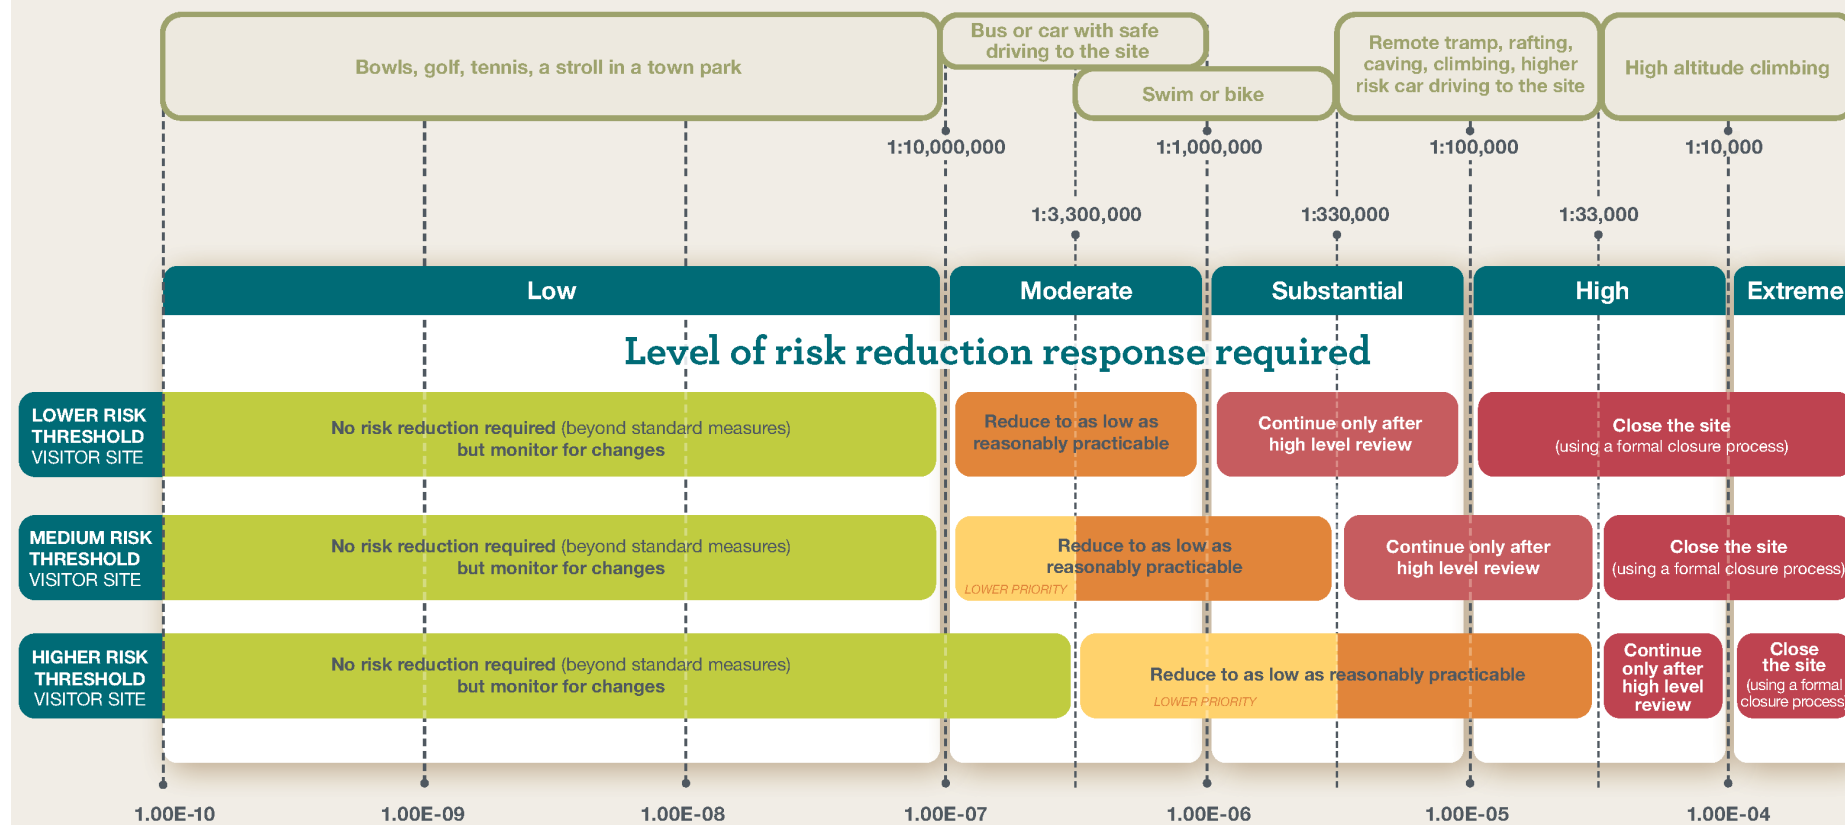 Bowls, golf, tennis, a stroll in a town park
Bus or car with safe
driving to the site
Swim or bike
Remote tramp, rafting,
caving, climbing, higher
risk car driving to the site
High altitude climbing
1:10,000,000
1:1,000,000
1:100,000
1:10,000
1:3,300,000
1:330,000
1:33,000
Low
Moderate
Substantial
High
Extreme
Level of risk reduction response required
LOWER RISK
THRESHOLD
VISITOR SITE
No risk reduction required (beyond standard measures)
but monitor for changes
Reduce to as low as
reasonably practicable
Continue only after
high level review
Close the site
(using a formal closure process)
MEDIUM RISK
THRESHOLD
VISITOR SITE
No risk reduction required (beyond standard measures)
but monitor for changes
Reduce to as low as
reasonably practicable
LOWER PRIORITY
Continue only after
high level review
Close the site
(using a formal closure process)
HIGHER RISK
THRESHOLD
VISITOR SITE
No risk reduction required (beyond standard measures)
but monitor for changes
Reduce to as low as reasonably practicable
LOWER PRIORITY
Continue
only after
high level
review
Close
the site
(using a formal
closure process
1.00E-10
1.00E-09
1.00E-08
1.00E-07
1.00E-06
1.00E-05
1.00E-04